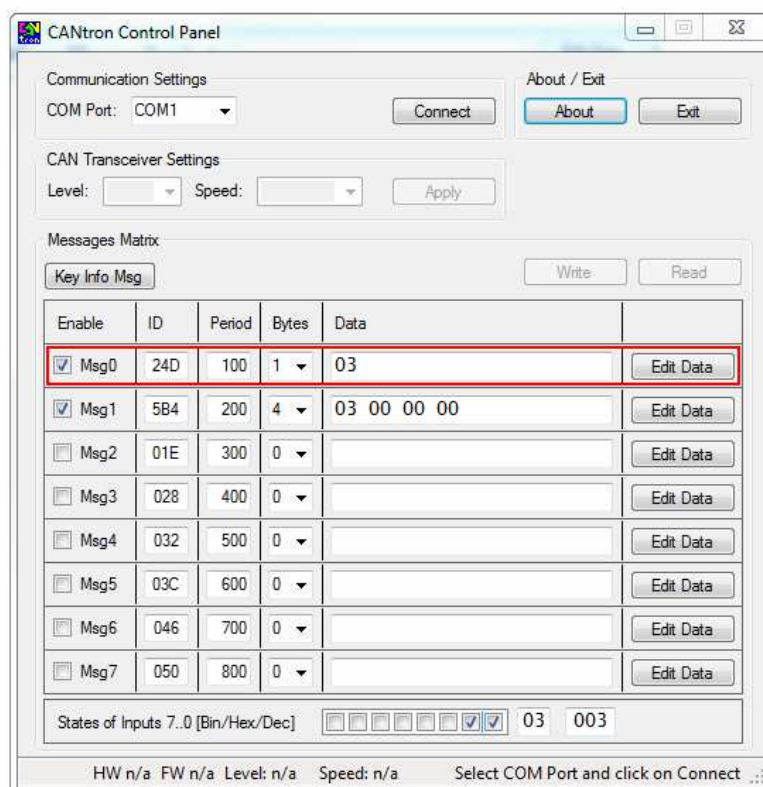 CANtron Control Panel
Communication Settings
COM Port: COM1
Connect
About / Exit
About Exit
CAN Transceiver Settings
Level: Speed: Apply
Messages Matrix
Key Info Msg Write Read
Enable ID Period Bytes Data
Msg0 24D 100 1 03 Edit Data
Msg1 5B4 200 4 03 00 00 00 Edit Data
Msg2 01E 300 0 Edit Data
Msg3 028 400 0 Edit Data
Msg4 032 500 0 Edit Data
Msg5 03C 600 0 Edit Data
Msg6 046 700 0 Edit Data
Msg7 050 800 0 Edit Data
States of Inputs 7..0 [Bin/Hex/Dec] 03 003
HW n/a FW n/a Level: n/a Speed: n/a Select COM Port and click on Connect